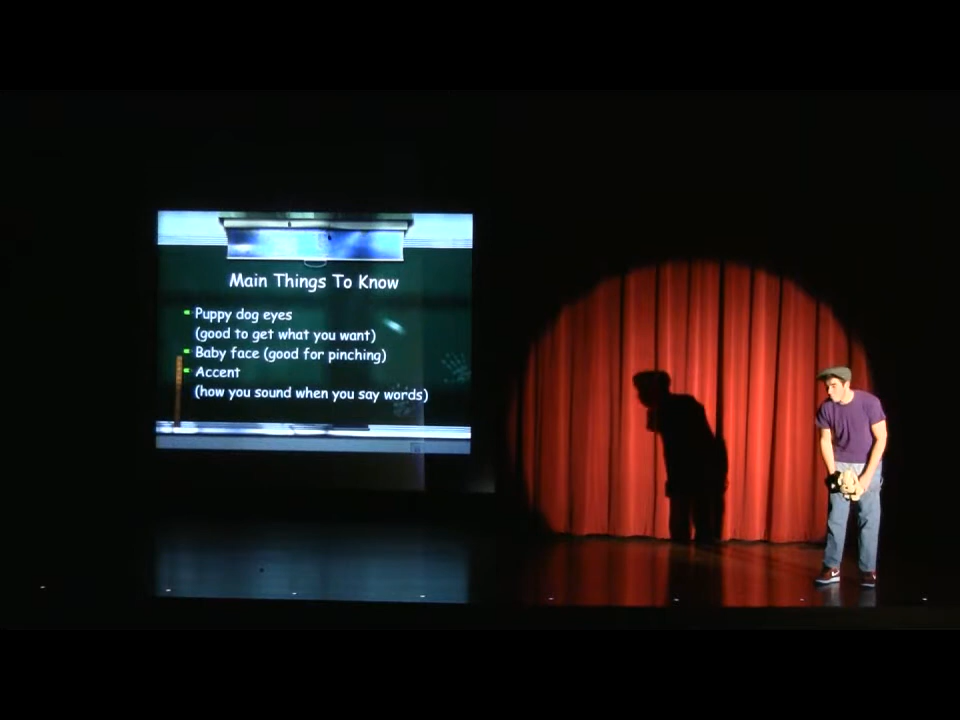 Main Things To Know
Puppy dog eyes
(good to get what you want)
Baby face (good for pinching)
Accent
(how you sound when you say words)